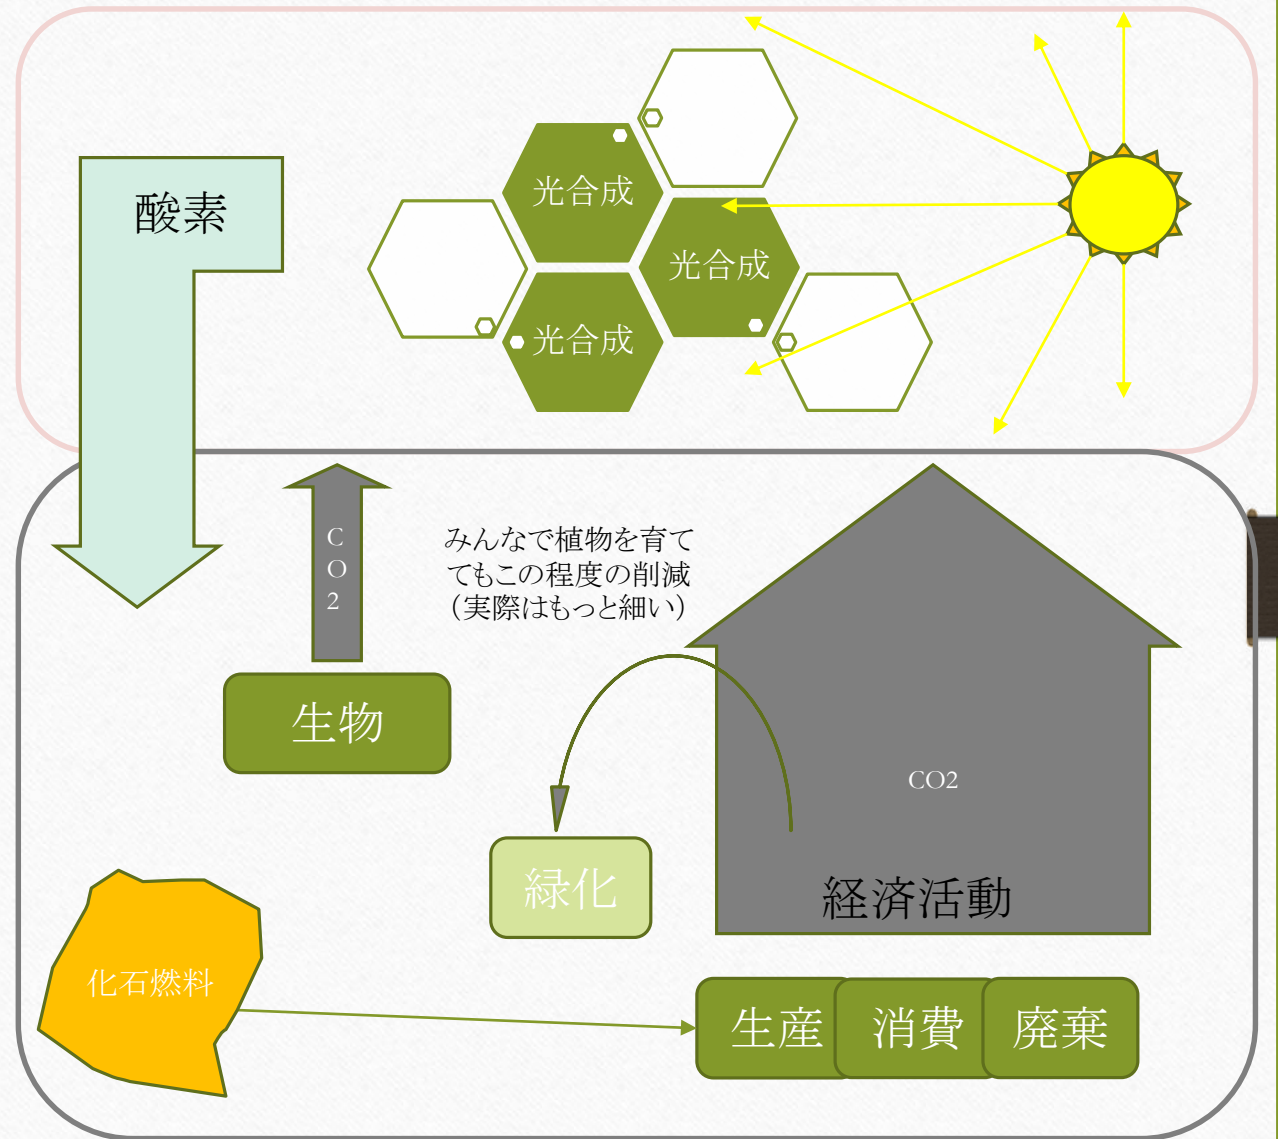 酸素
光合成
光合成
光合成
C
O
2
みんなで植物を育て
てもこの程度の削減
（実際はもっと細い）
生物
CO2
緑化
経済活動
化石燃料
生産
消費
廃棄